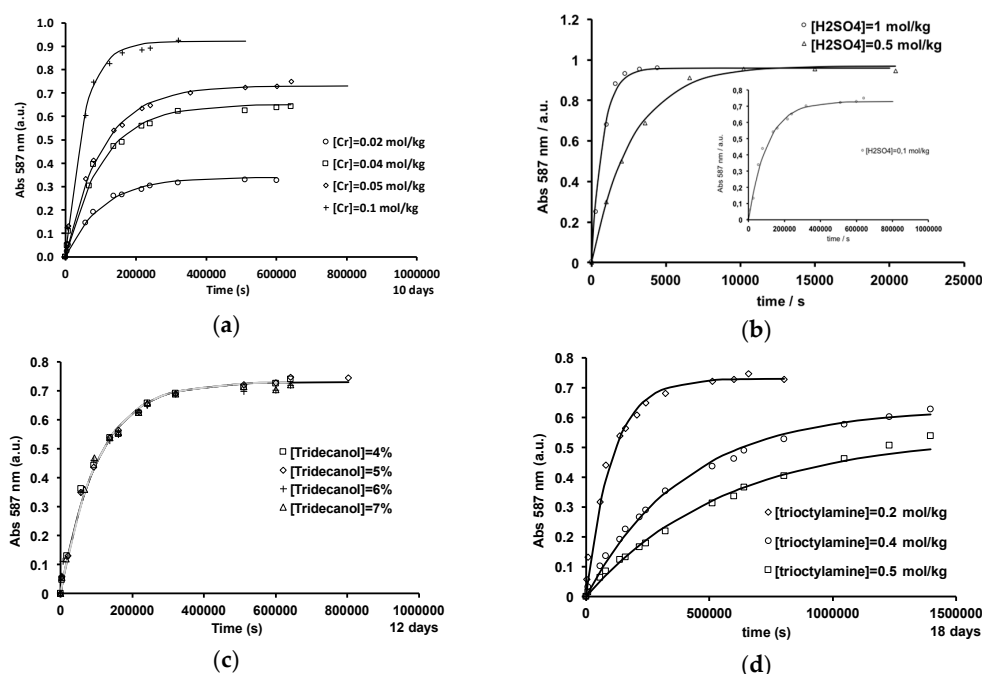 1.0
0.9
0.8
0.7
0.6
0.5
0.4
0.3
0.2
0.1
0.0
Abs 587 nm (a.u.)
[Cr]=0.02 mol/kg
[Cr]=0.04 mol/kg
[Cr]=0.05 mol/kg
[Cr]=0.1 mol/kg
0 200000 400000 600000 800000 1000000
Time (s)
10 days
(a)
1.2
1
0.8
0.6
0.4
0.2
0
Abs 587 nm / a.u.
[H2SO4]=1 mol/kg
[H2SO4]=0.5 mol/kg
0,8
0,7
0,6
0,5
0,4
0,3
0,2
0,1
0
Abs 587 nm / a.u.
[H2SO4]=0,1 mol/kg
0 200000 400000 600000 800000 1000000
time / s
0 5000 10000 15000 20000 25000
time / s
(b)
0.8
0.7
0.6
0.5
0.4
0.3
0.2
0.1
0.0
Abs 587 nm (a.u.)
[Tridecanol]=4%
[Tridecanol]=5%
[Tridecanol]=6%
[Tridecanol]=7%
0 200000 400000 600000 800000 1000000
Time (s)
12 days
(c)
0.8
0.7
0.6
0.5
0.4
0.3
0.2
0.1
0.0
Abs 587 nm (a.u.)
[trioctylamine]=0.2 mol/kg
[trioctylamine]=0.4 mol/kg
[trioctylamine]=0.5 mol/kg
0 500000 1000000 1500000
time (s)
18 days
(d)